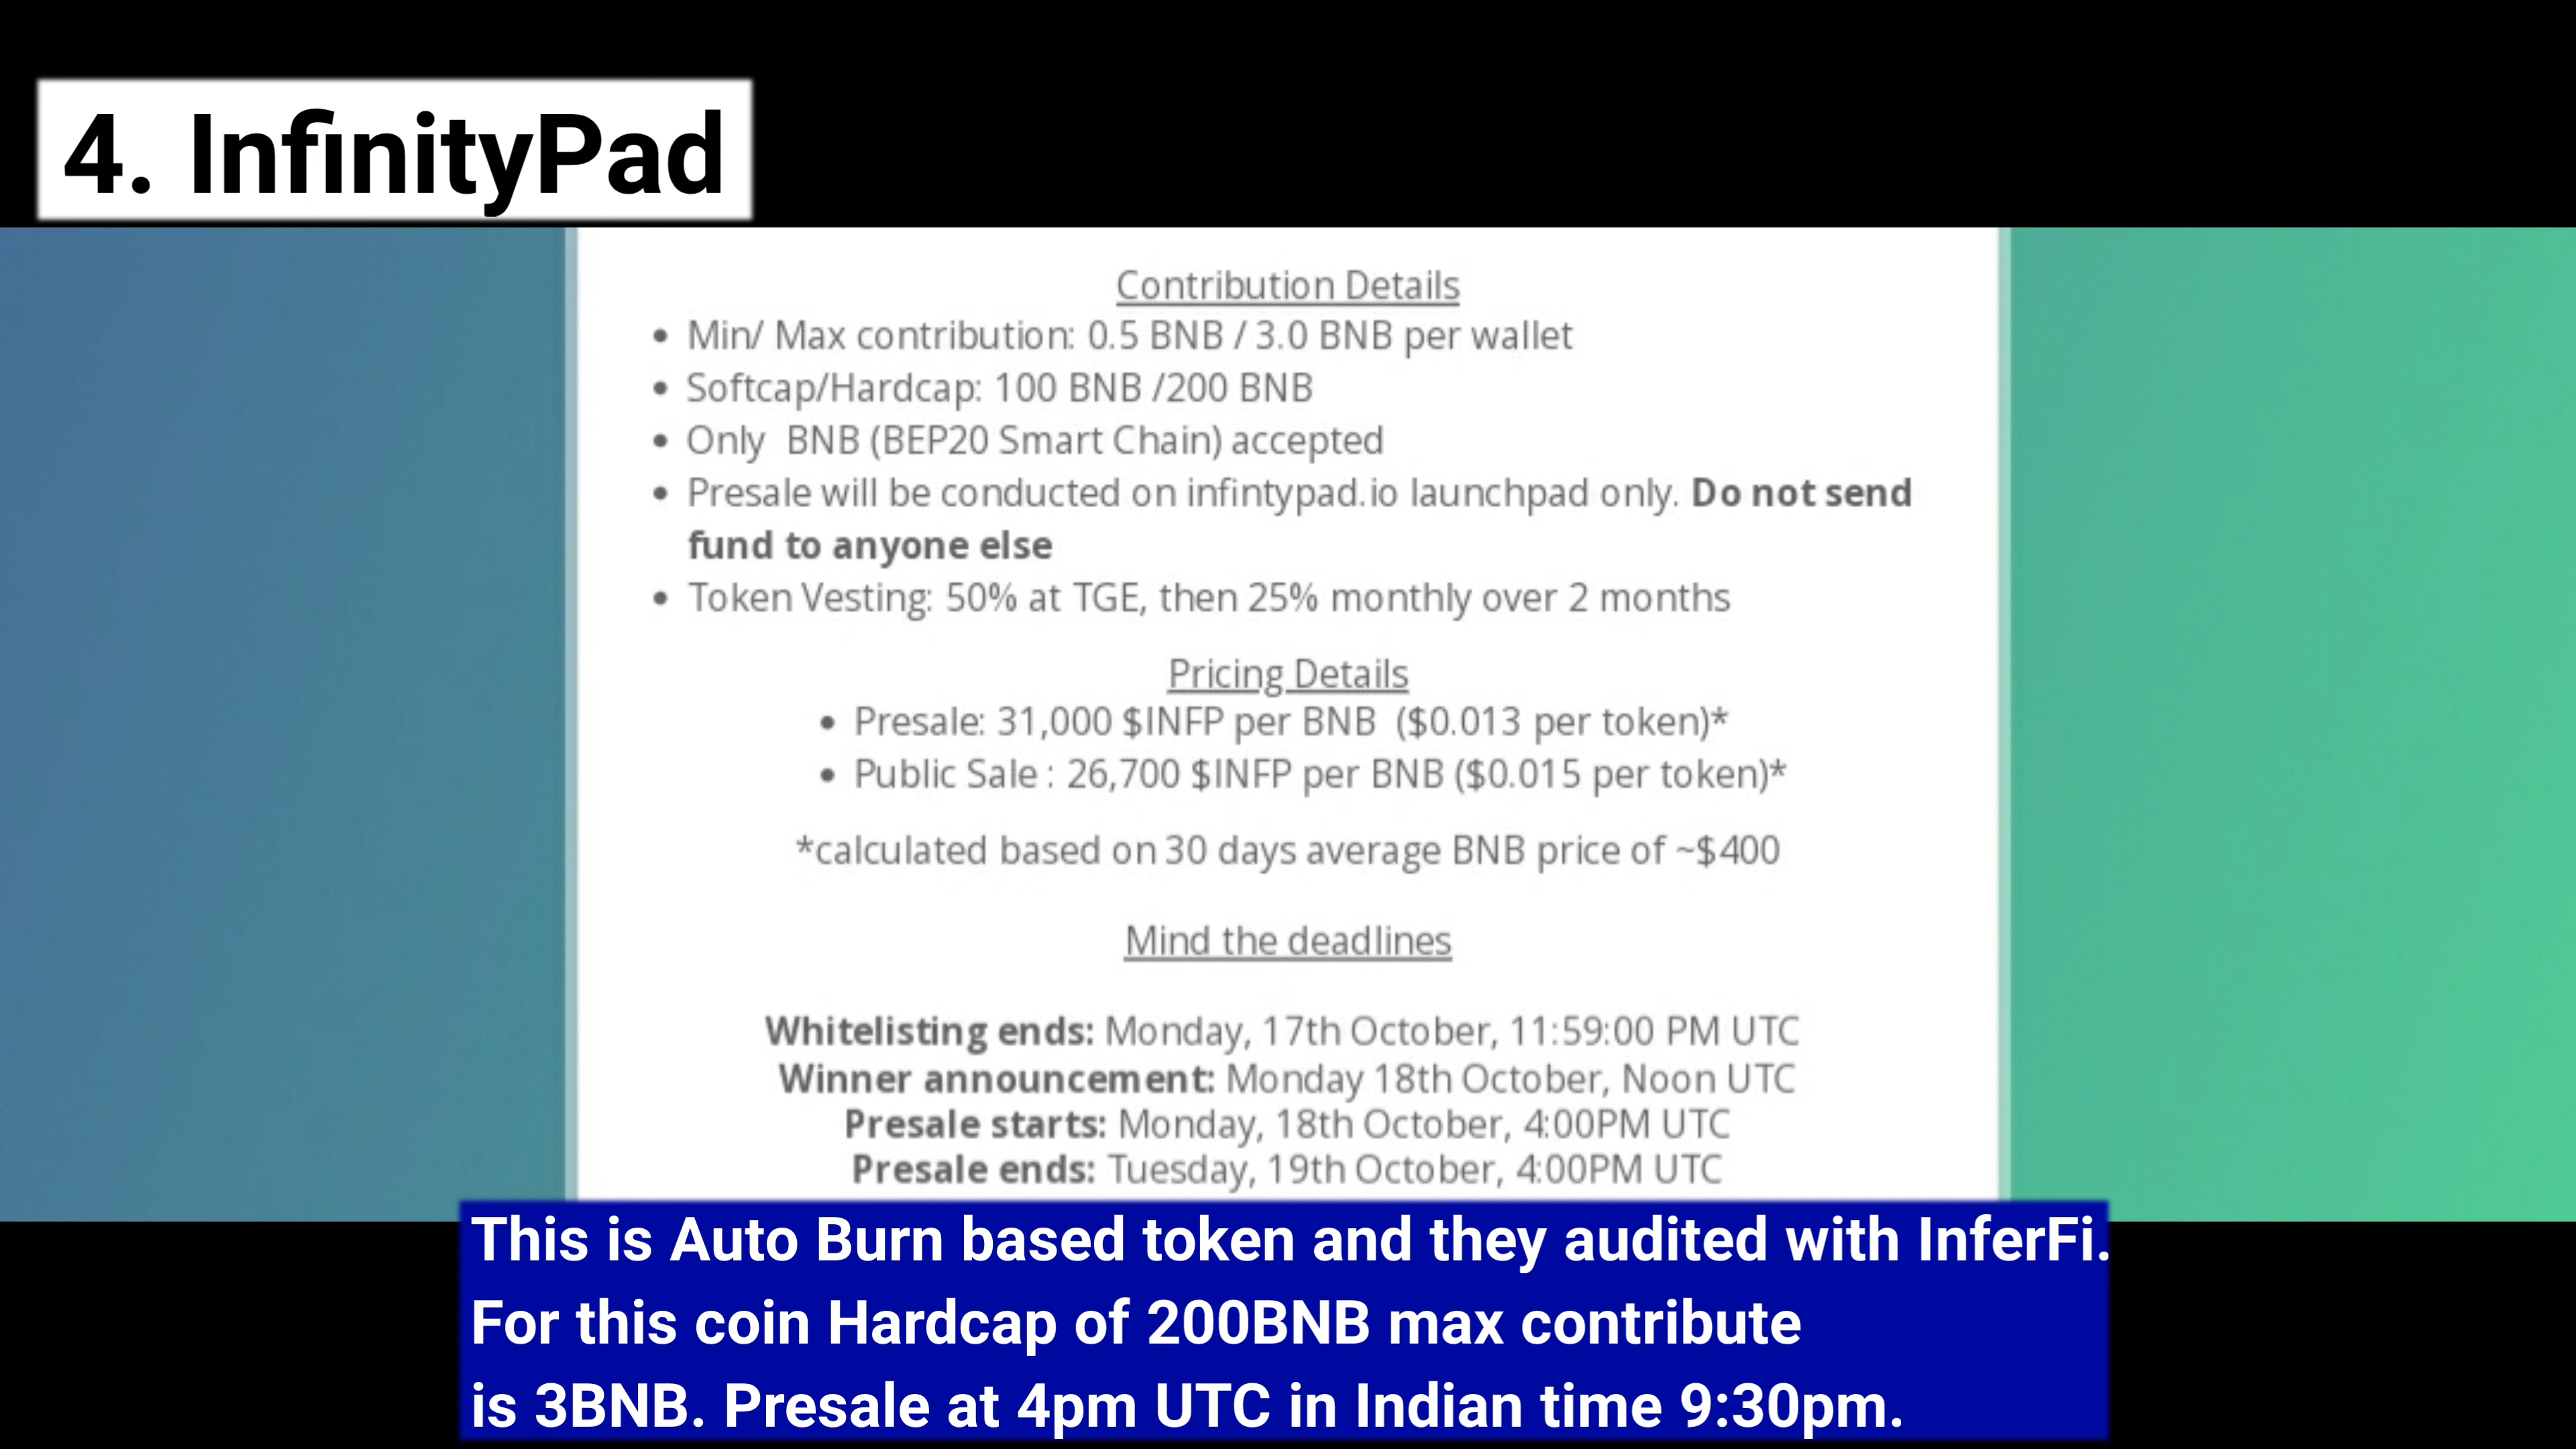 4. InfinityPad
Contribution Details
• Min/ Max contribution: 0.5 BNB / 3.0 BNB per wallet
• Softcap/Hardcap: 100 BNB /200 BNB
• Only  BNB (BEP20 Smart Chain) accepted
• Presale will be conducted on infintypad.io launchpad only. Do not send
fund to anyone else
• Token Vesting: 50% at TGE, then 25% monthly over 2 months
Pricing Details
• Presale: 31,000 $INFP per BNB  ($0.013 per token)*
• Public Sale : 26,700 $INFP per BNB ($0.015 per token)*
*calculated based on 30 days average BNB price of ~$400
Mind the deadlines
Whitelisting ends: Monday, 17th October, 11:59:00 PM UTC
Winner announcement: Monday 18th October, Noon UTC
Presale starts: Monday, 18th October, 4:00PM UTC
Presale ends: Tuesday, 19th October, 4:00PM UTC
This is Auto Burn based token and they audited with InferFi.
For this coin Hardcap of 200BNB max contribute
is 3BNB. Presale at 4pm UTC in Indian time 9:30pm.